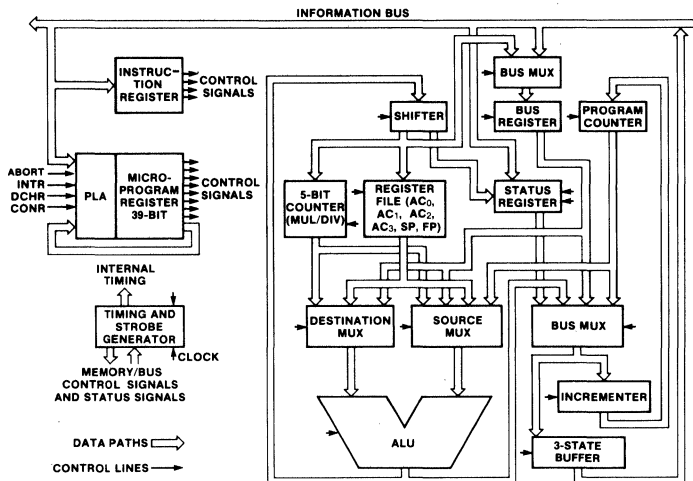 INFORMATION BUS
INSTRUC-
TION
REGISTER
CONTROL
SIGNALS
BUS MUX
SHIFTER
BUS
REGISTER
PROGRAM
COUNTER
ABORT
INTR
DCHR
CONR
PLA
MICRO-
PROGRAM
REGISTER
39-BIT
CONTROL
SIGNALS
5-BIT
COUNTER
(MUL/DIV)
REGISTER
FILE (AC0,
AC1, AC2,
AC3, SP, FP)
STATUS
REGISTER
INTERNAL
TIMING
TIMING AND
STROBE
GENERATOR
CLOCK
MEMORY/BUS
CONTROL SIGNALS
AND STATUS SIGNALS
DESTINATION
MUX
SOURCE
MUX
BUS MUX
INCREMENTER
ALU
3-STATE
BUFFER
DATA PATHS
CONTROL LINES